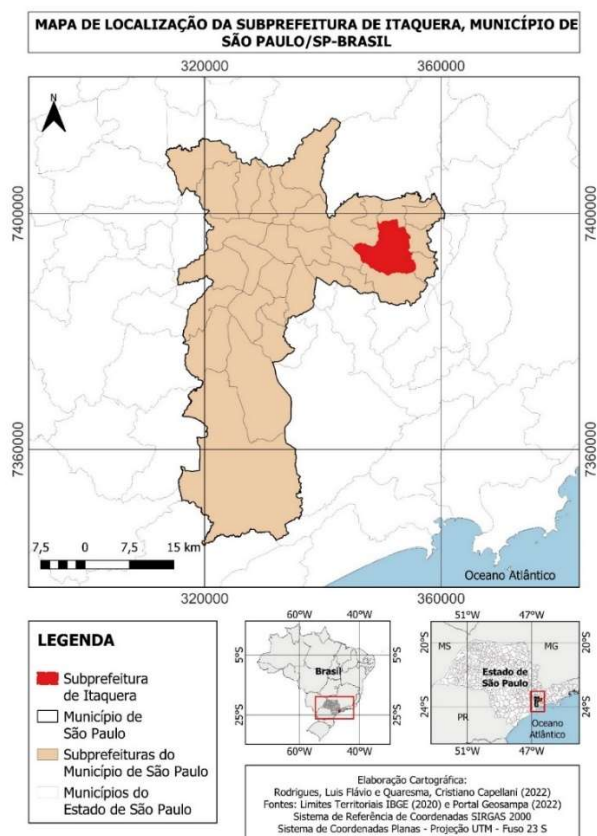 MAPA DE LOCALIZAÇÃO DA SUBPREFEITURA DE ITAQUERA, MUNICÍPIO DE
SÃO PAULO/SP-BRASIL
320000
360000
N
7400000
7400000
7360000
7360000
7,5 0 7,5 15 km
Oceano Atlântico
320000
360000
LEGENDA
Subprefeitura
de Itaquera
Município de
São Paulo
Subprefeituras do
Município de São Paulo
Municípios do
Estado de São Paulo
60°W 40°W
5°S
5°S
Brasil
25°S
25°S
60°W 40°W
51°W 47°W
20°S
20°S
MS
MG
Estado de
São Paulo
24°S
24°S
PR
Oceano
Atlântico
51°W 47°W
Elaboração Cartográfica:
Rodrigues, Luis Flávio e Quaresma, Cristiano Capellani (2022)
Fontes: Limites Territoriais IBGE (2020) e Portal Geosampa (2022)
Sistema de Referência de Coordenadas SIRGAS 2000
Sistema de Coordenadas Planas - Projeção UTM - Fuso 23 S